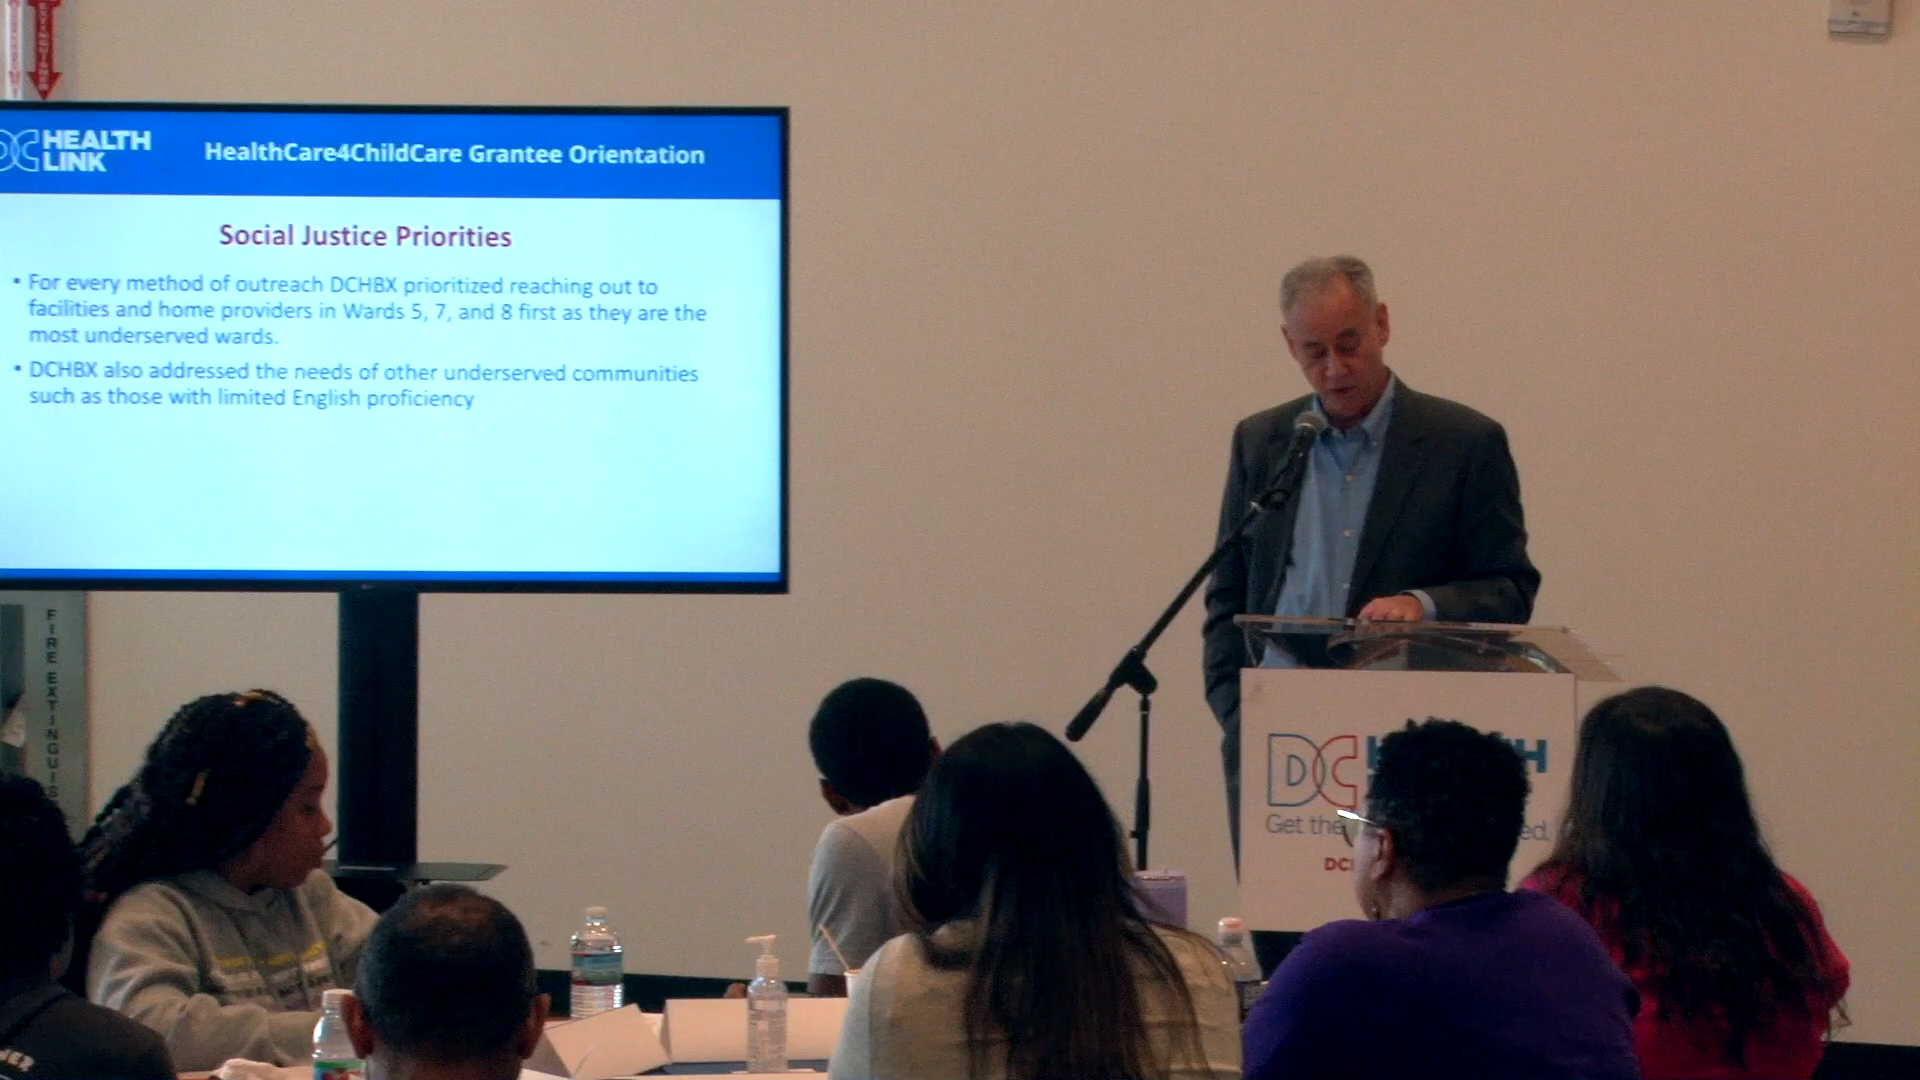 EXTINGUISHER
DC HEALTH
LINK
HealthCare4ChildCare Grantee Orientation
Social Justice Priorities
• For every method of outreach DCHBX prioritized reaching out to
facilities and home providers in Wards 5, 7, and 8 first as they are the
most underserved wards.
• DCHBX also addressed the needs of other underserved communities
such as those with limited English proficiency
FIRE EXTINGUIS
DC
Get the
ed.
DC